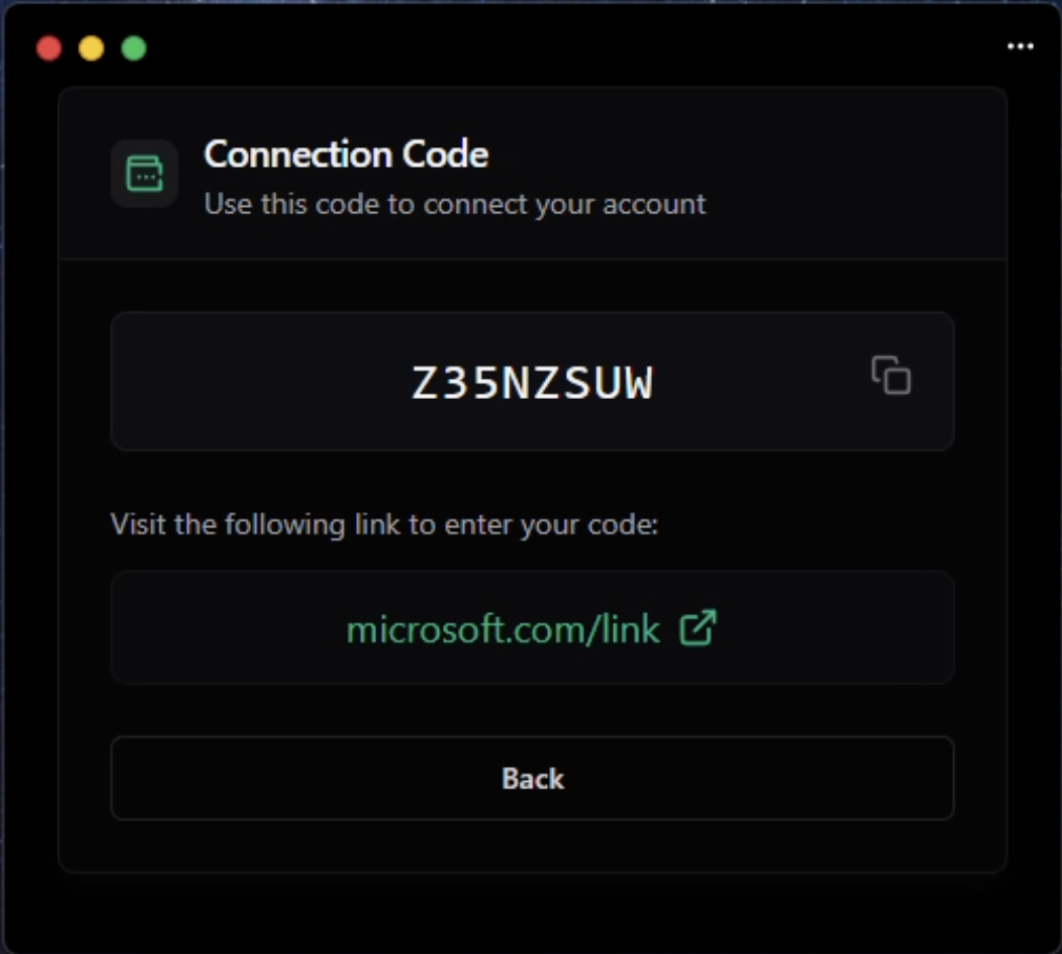 Connection Code
Use this code to connect your account
Z35NZSUW
Visit the following link to enter your code:
microsoft.com/link
Back